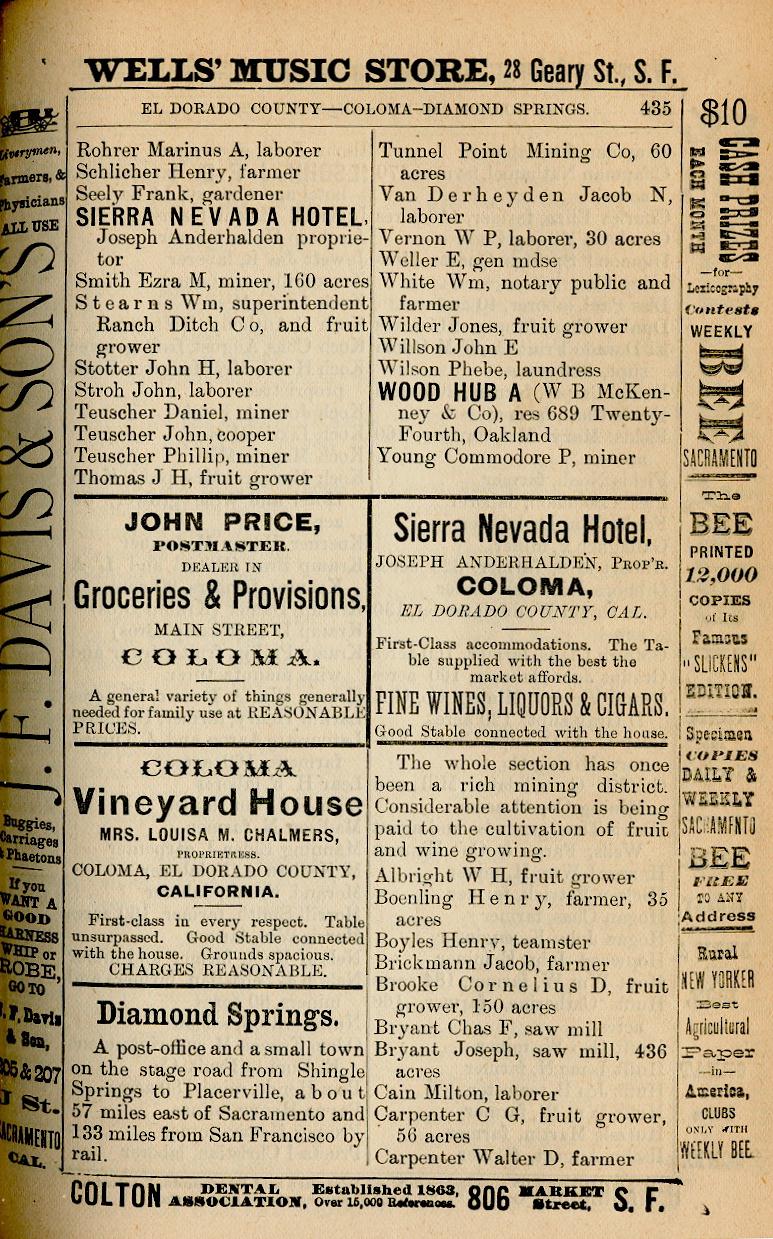 WELLS' MUSIC STORE, 28 Geary St., S. F.
EL DORADO COUNTY—COLOMA–DIAMOND SPRINGS. 435
Rohrer Marinus A, laborer
Schlicher Henry, farmer
Seely Frank, gardener
SIERRA NEVADA HOTEL,
Joseph Anderhalden proprie-
tor
Smith Ezra M, miner, 160 acres
Stearns Wm, superintendent
Ranch Ditch Co, and fruit
grower
Stotter John H, laborer
Stroh John, laborer
Teuscher Daniel, miner
Teuscher John, cooper
Teuscher Phillip, miner
Thomas J H, fruit grower
Tunnel Point Mining Co, 60
acres
Van Derheyden Jacob N,
laborer
Vernon W P, laborer, 30 acres
Weller E, gen mdse
White Wm, notary public and
farmer
Wilder Jones, fruit grower
Willson John E
Wilson Phebe, laundress
WOOD HUB A (W B McKen-
ney & Co), res 689 Twenty-
Fourth, Oakland
Young Commodore P, miner
JOHN PRICE,
POSTMASTER.
DEALER IN
Groceries & Provisions,
MAIN STREET,
COLOMA.
A general variety of things generally
needed for family use at REASONABLE
PRICES.
Sierra Nevada Hotel,
JOSEPH ANDERHALDEN, PROP'R.
COLOMA,
EL DORADO COUNTY, CAL.
First-Class accommodations. The Ta-
ble supplied with the best the
market affords.
FINE WINES, LIQUORS & CIGARS.
Good Stable connected with the house.
COLOMA
Vineyard House
MRS. LOUISA M. CHALMERS,
PROPRIETRESS.
COLOMA, EL DORADO COUNTY,
CALIFORNIA.
First-class in every respect. Table
unsurpassed. Good Stable connected
with the house. Grounds spacious.
CHARGES REASONABLE.
Diamond Springs.
A post-office and a small town
on the stage road from Shingle
Springs to Placerville, about
57 miles east of Sacramento and
133 miles from San Francisco by
rail.
The whole section has once
been a rich mining district.
Considerable attention is being
paid to the cultivation of fruit
and wine growing.
Albright W H, fruit grower
Boenling Henry, farmer, 35
acres
Boyles Henry, teamster
Brickmann Jacob, farmer
Brooke Cornelius D, fruit
grower, 150 acres
Bryant Chas F, saw mill
Bryant Joseph, saw mill, 436
acres
Cain Milton, laborer
Carpenter C G, fruit grower,
56 acres
Carpenter Walter D, farmer
Liverymen,
Farmers, &
Physicians
ALL USE
J. F. DAVIS & SON'S
Buggies,
Carriages
& Phaetons
If you
WANT A
GOOD
HARNESS
WHIP or
ROBE,
GO TO
J. F. Davis
& Son,
205 & 207
J St.
SACRAMENTO
CAL.
$10
CASH PRIZES
EACH MONTH
—for—
Lexicography
Contests
WEEKLY
BEE
SACRAMENTO
The
BEE
PRINTED
12,000
COPIES
of Its
Famous
"SLICKENS"
EDITION.
Specimen
COPIES
DAILY &
WEEKLY
SACRAMENTO
BEE
FREE
TO ANY
Address
Rural
NEW YORKER
Best
Agricultural
Paper
—in—
America,
CLUBS
ONLY WITH
WEEKLY BEE.
COLTON DENTAL ASSOCIATION, Established 1863, Over 15,000 References. 806 MARKET Street, S. F.